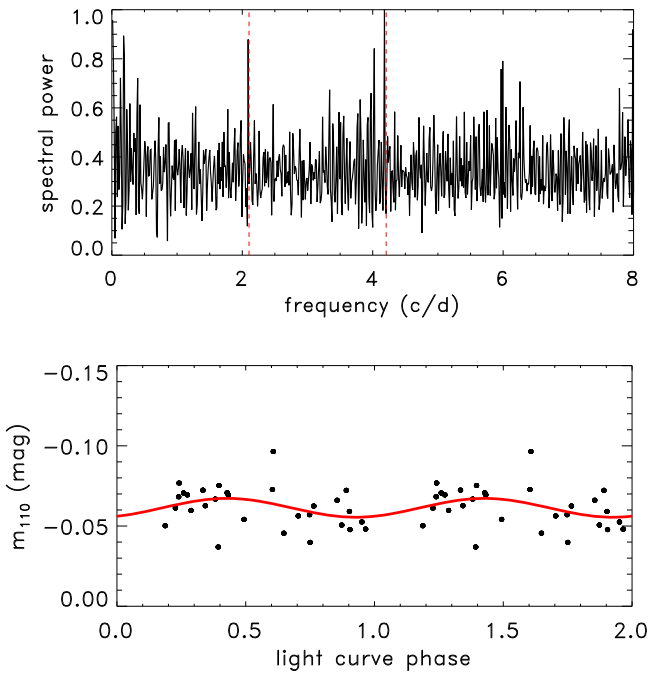 1.0
0.8
0.6
0.4
0.2
0.0
spectral power
0 2 4 6 8
frequency (c/d)
−0.15
−0.10
−0.05
0.00
m110 (mag)
0.0 0.5 1.0 1.5 2.0
light curve phase